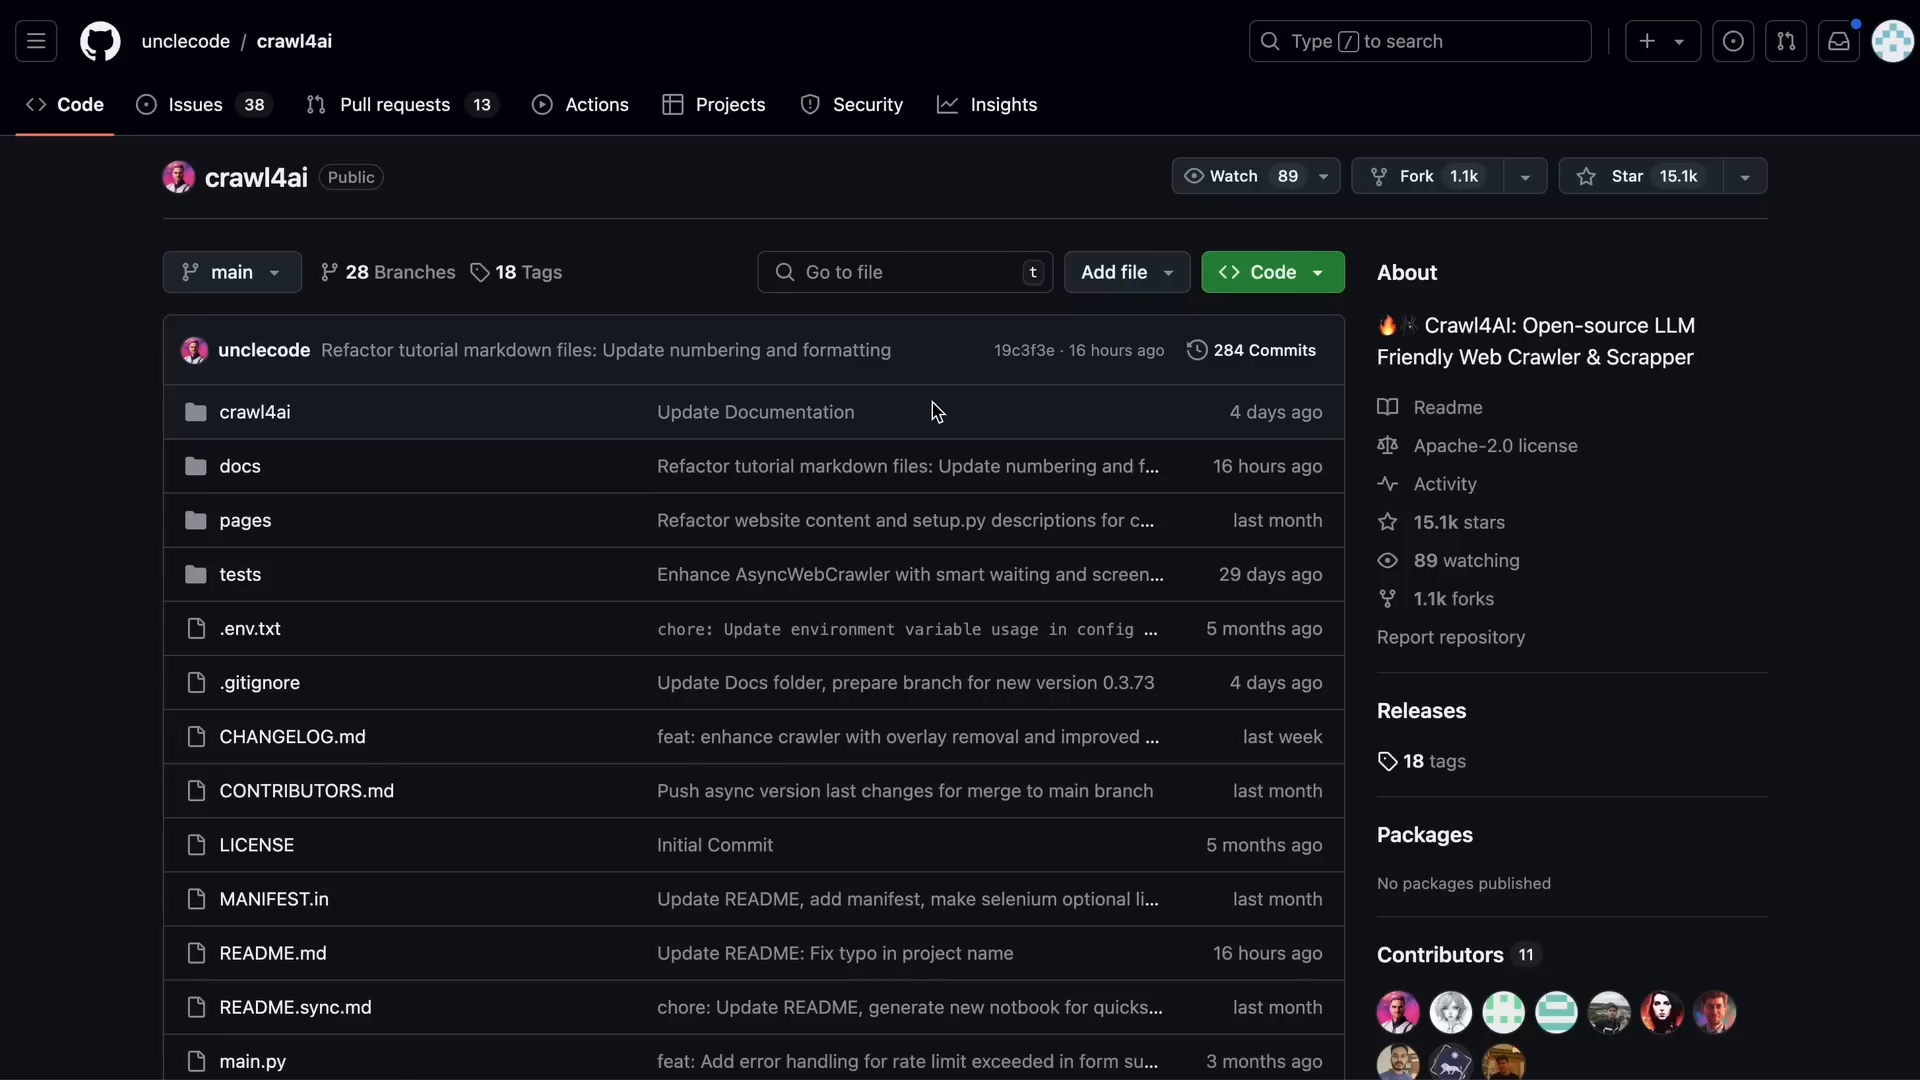 unclecode / crawl4ai
Type / to search
Code
Issues 38
Pull requests 13
Actions
Projects
Security
Insights
crawl4ai Public
Watch 89
Fork 1.1k
Star 15.1k
main
28 Branches
18 Tags
Go to file t
Add file
Code
unclecode Refactor tutorial markdown files: Update numbering and formatting 19c3f3e · 16 hours ago 284 Commits
crawl4ai Update Documentation 4 days ago
docs Refactor tutorial markdown files: Update numbering and f... 16 hours ago
pages Refactor website content and setup.py descriptions for c... last month
tests Enhance AsyncWebCrawler with smart waiting and screen... 29 days ago
.env.txt chore: Update environment variable usage in config ... 5 months ago
.gitignore Update Docs folder, prepare branch for new version 0.3.73 4 days ago
CHANGELOG.md feat: enhance crawler with overlay removal and improved ... last week
CONTRIBUTORS.md Push async version last changes for merge to main branch last month
LICENSE Initial Commit 5 months ago
MANIFEST.in Update README, add manifest, make selenium optional li... last month
README.md Update README: Fix typo in project name 16 hours ago
README.sync.md chore: Update README, generate new notbook for quicks... last month
main.py feat: Add error handling for rate limit exceeded in form su... 3 months ago
About
🔥🕷️ Crawl4AI: Open-source LLM
Friendly Web Crawler & Scrapper
Readme
Apache-2.0 license
Activity
15.1k stars
89 watching
1.1k forks
Report repository
Releases
18 tags
Packages
No packages published
Contributors 11